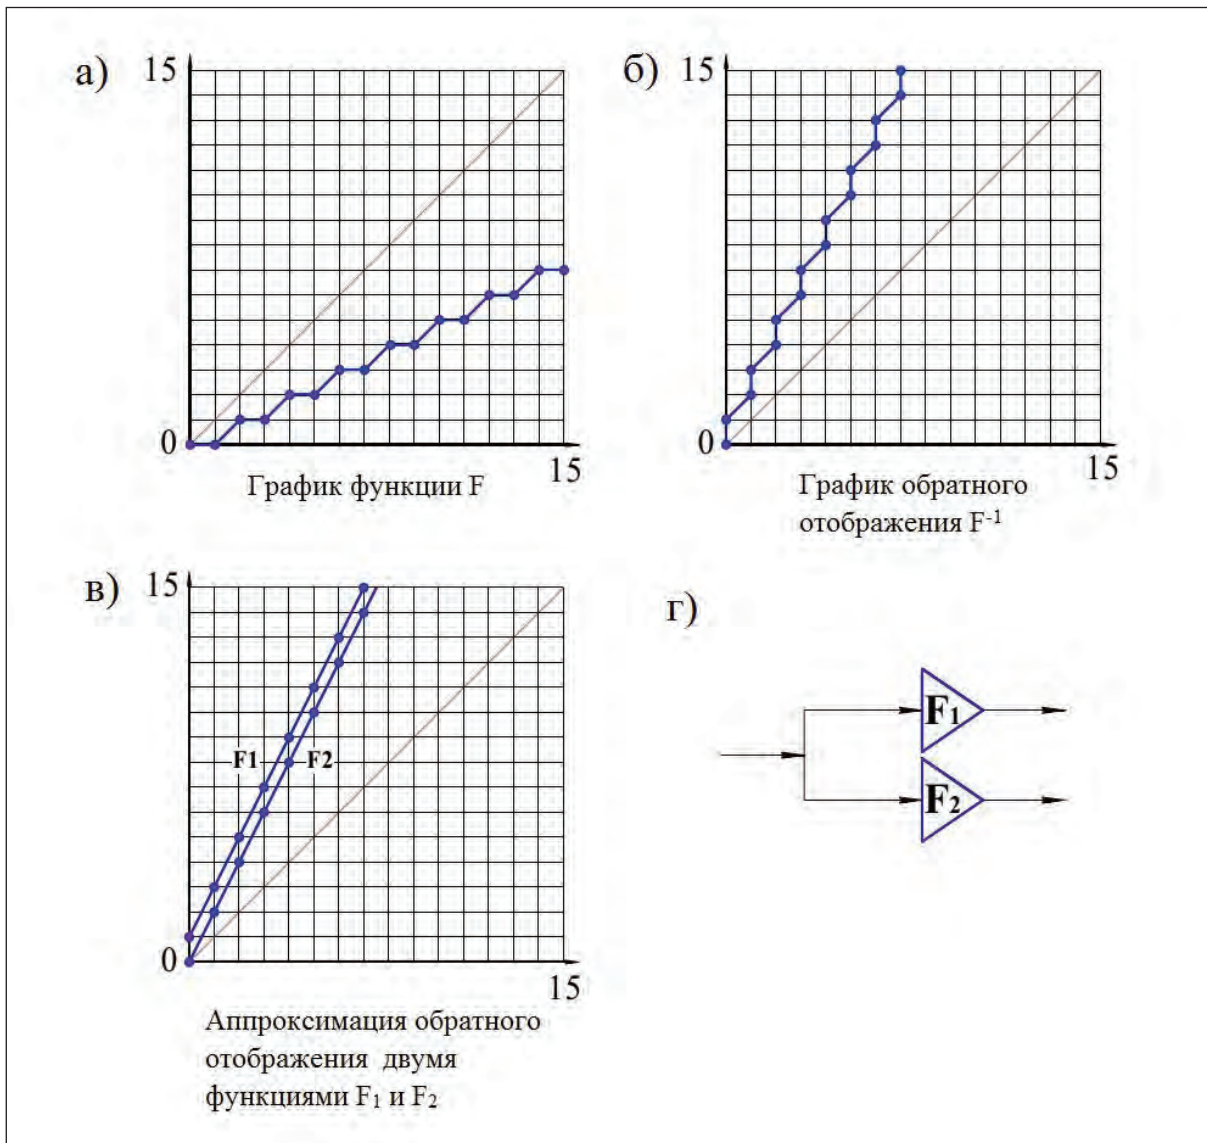 а)
15
0
15
График функции F
б)
15
0
15
График обратного
отображения F-1
в)
15
F1
F2
0
15
Аппроксимация обратного
отображения двумя
функциями F1 и F2
г)
F1
F2